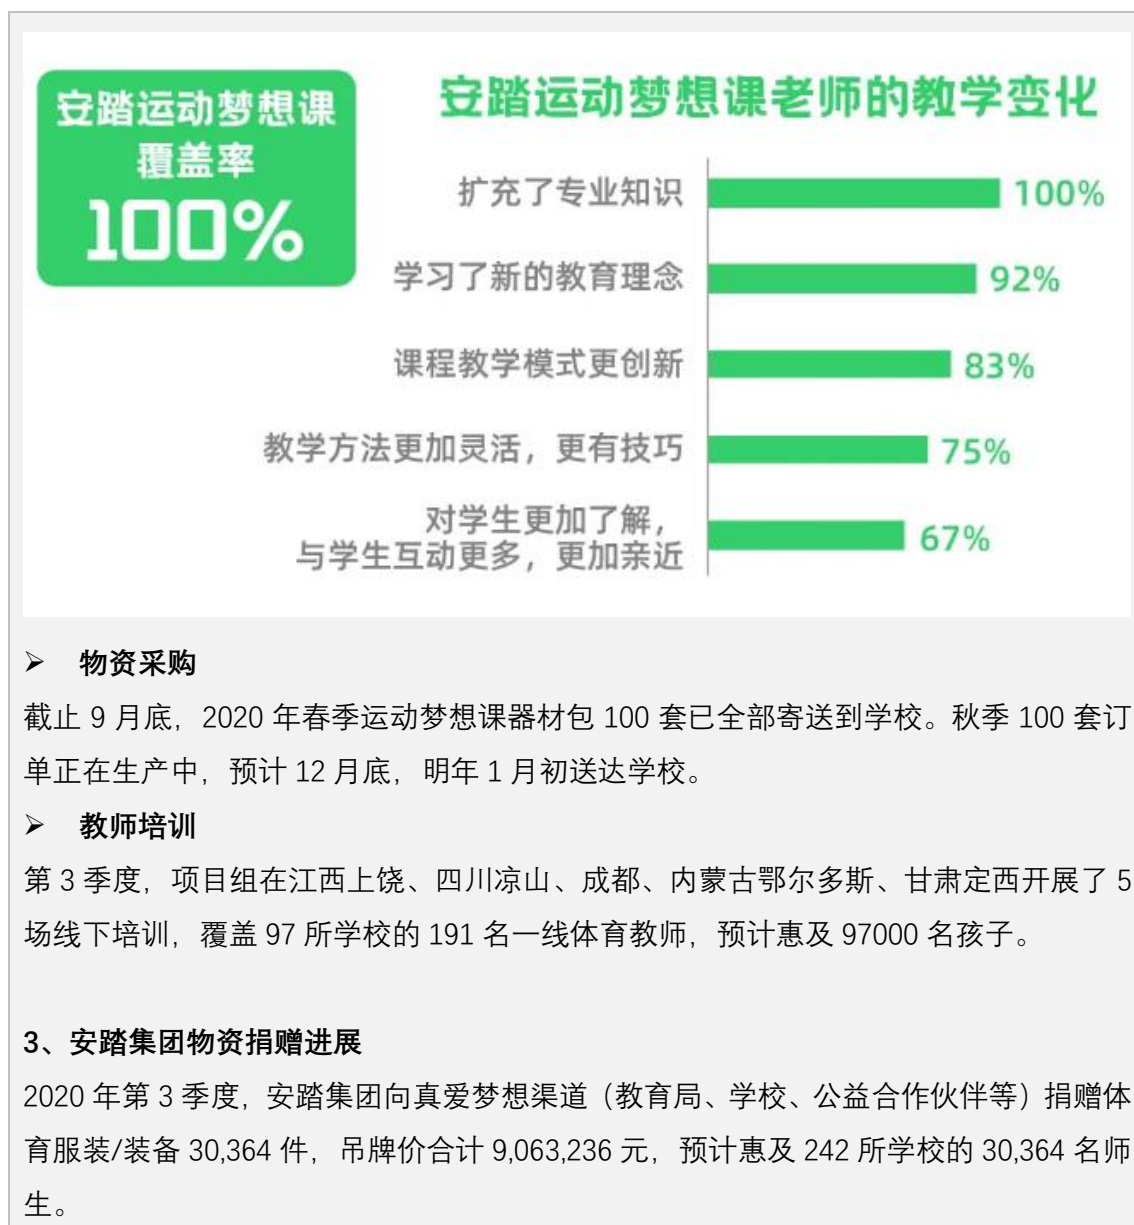 安踏运动梦想课
覆盖率
100%
安踏运动梦想课老师的教学变化
扩充了专业知识 100%
学习了新的教育理念 92%
课程教学模式更创新 83%
教学方法更加灵活，更有技巧 75%
对学生更加了解，
与学生互动更多，更加亲近 67%
➢ 物资采购
截止 9 月底，2020 年春季运动梦想课器材包 100 套已全部寄送到学校。秋季 100 套订
单正在生产中，预计 12 月底，明年 1 月初送达学校。
➢ 教师培训
第 3 季度，项目组在江西上饶、四川凉山、成都、内蒙古鄂尔多斯、甘肃定西开展了 5
场线下培训，覆盖 97 所学校的 191 名一线体育教师，预计惠及 97000 名孩子。
3、安踏集团物资捐赠进展
2020 年第 3 季度，安踏集团向真爱梦想渠道（教育局、学校、公益合作伙伴等）捐赠体
育服装/装备 30,364 件，吊牌价合计 9,063,236 元，预计惠及 242 所学校的 30,364 名师
生。